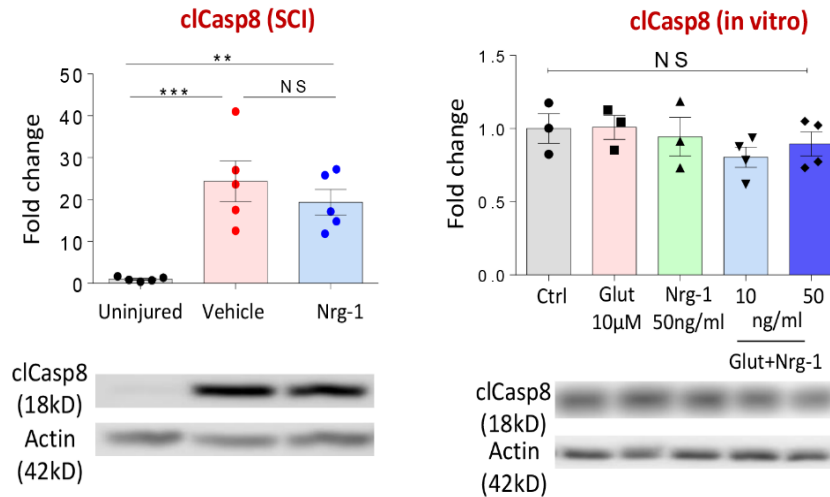 clCasp8 (SCI)
**
***
NS
Fold change
50
40
30
20
10
0
Uninjured
Vehicle
Nrg-1
clCasp8
(18kD)
Actin
(42kD)
clCasp8 (in vitro)
NS
Fold change
1.5
1.0
0.5
0.0
Ctrl
Glut
10µM
Nrg-1
50ng/ml
10
50
ng/ml
Glut+Nrg-1
clCasp8
(18kD)
Actin
(42kD)